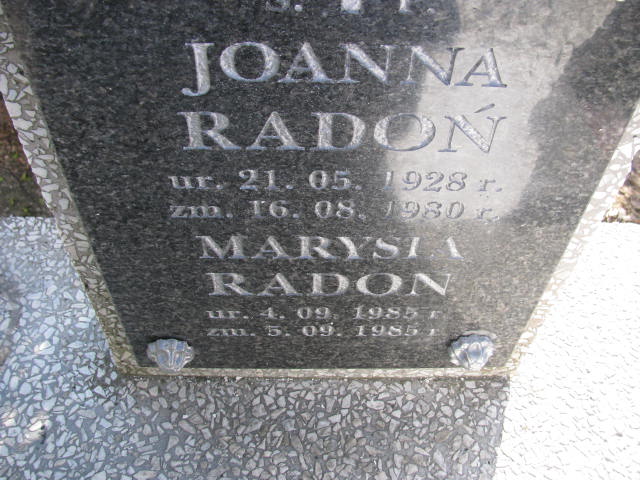 Ś. P.
JOANNA
RADOŃ
ur. 21. 05. 1928 r.
zm. 16. 08. 1980 r.
MARYSIA
RADOŃ
ur. 4. 09. 1985 r
zm. 5. 09. 1985 r